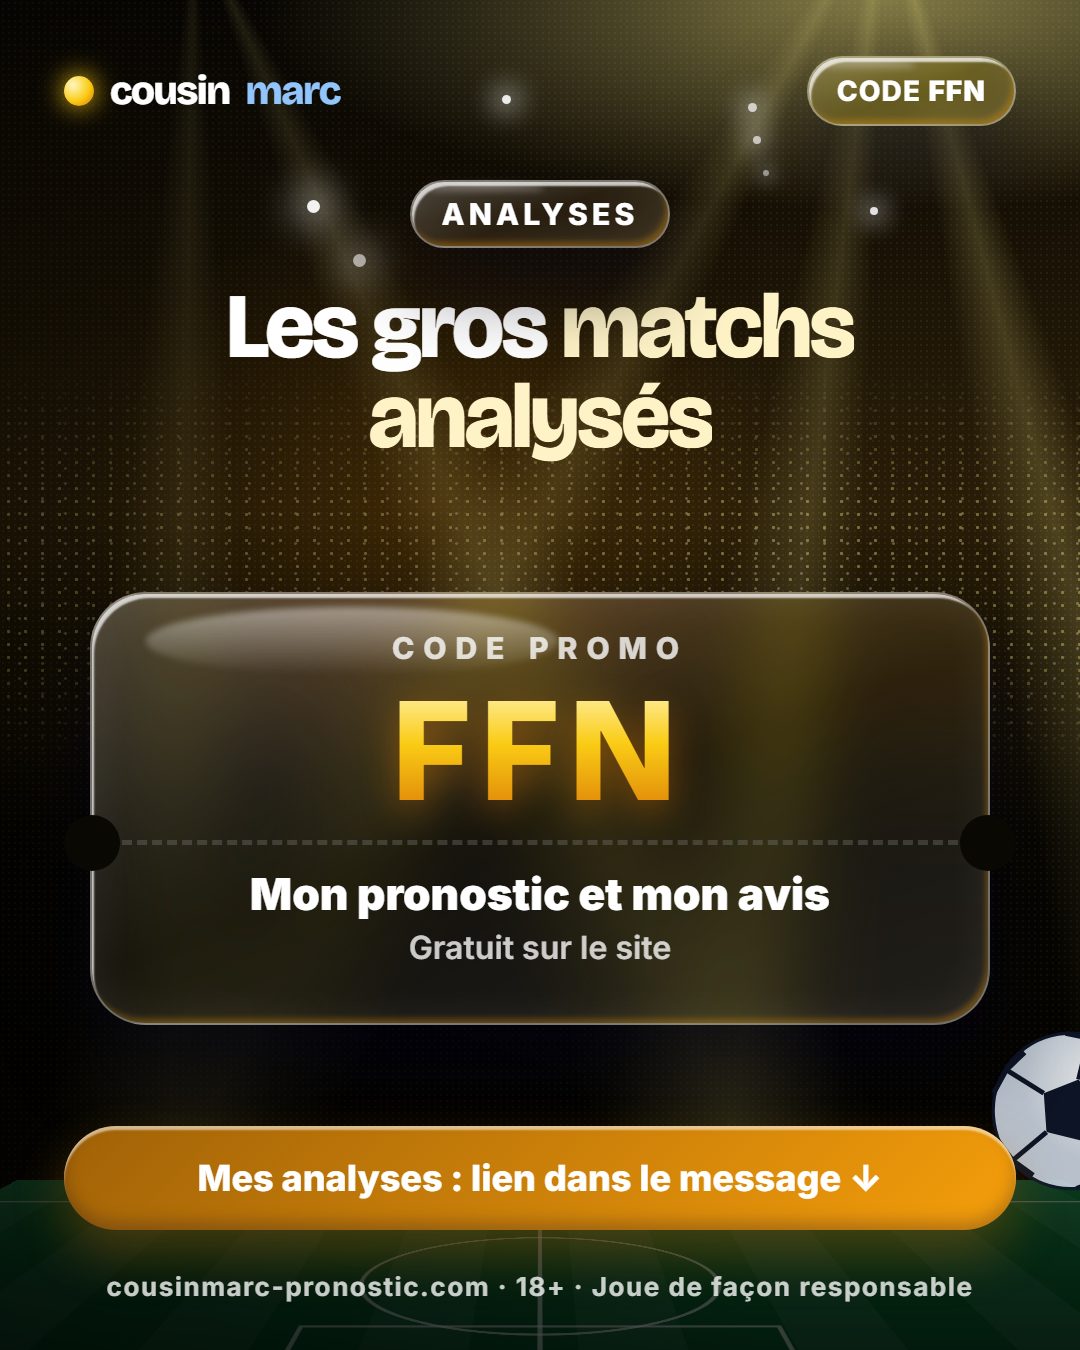 cousin marc
CODE FFN
ANALYSES
Les gros matchs
analysés
CODE PROMO
FFN
Mon pronostic et mon avis
Gratuit sur le site
Mes analyses : lien dans le message ↓
cousinmarc-pronostic.com · 18+ · Joue de façon responsable